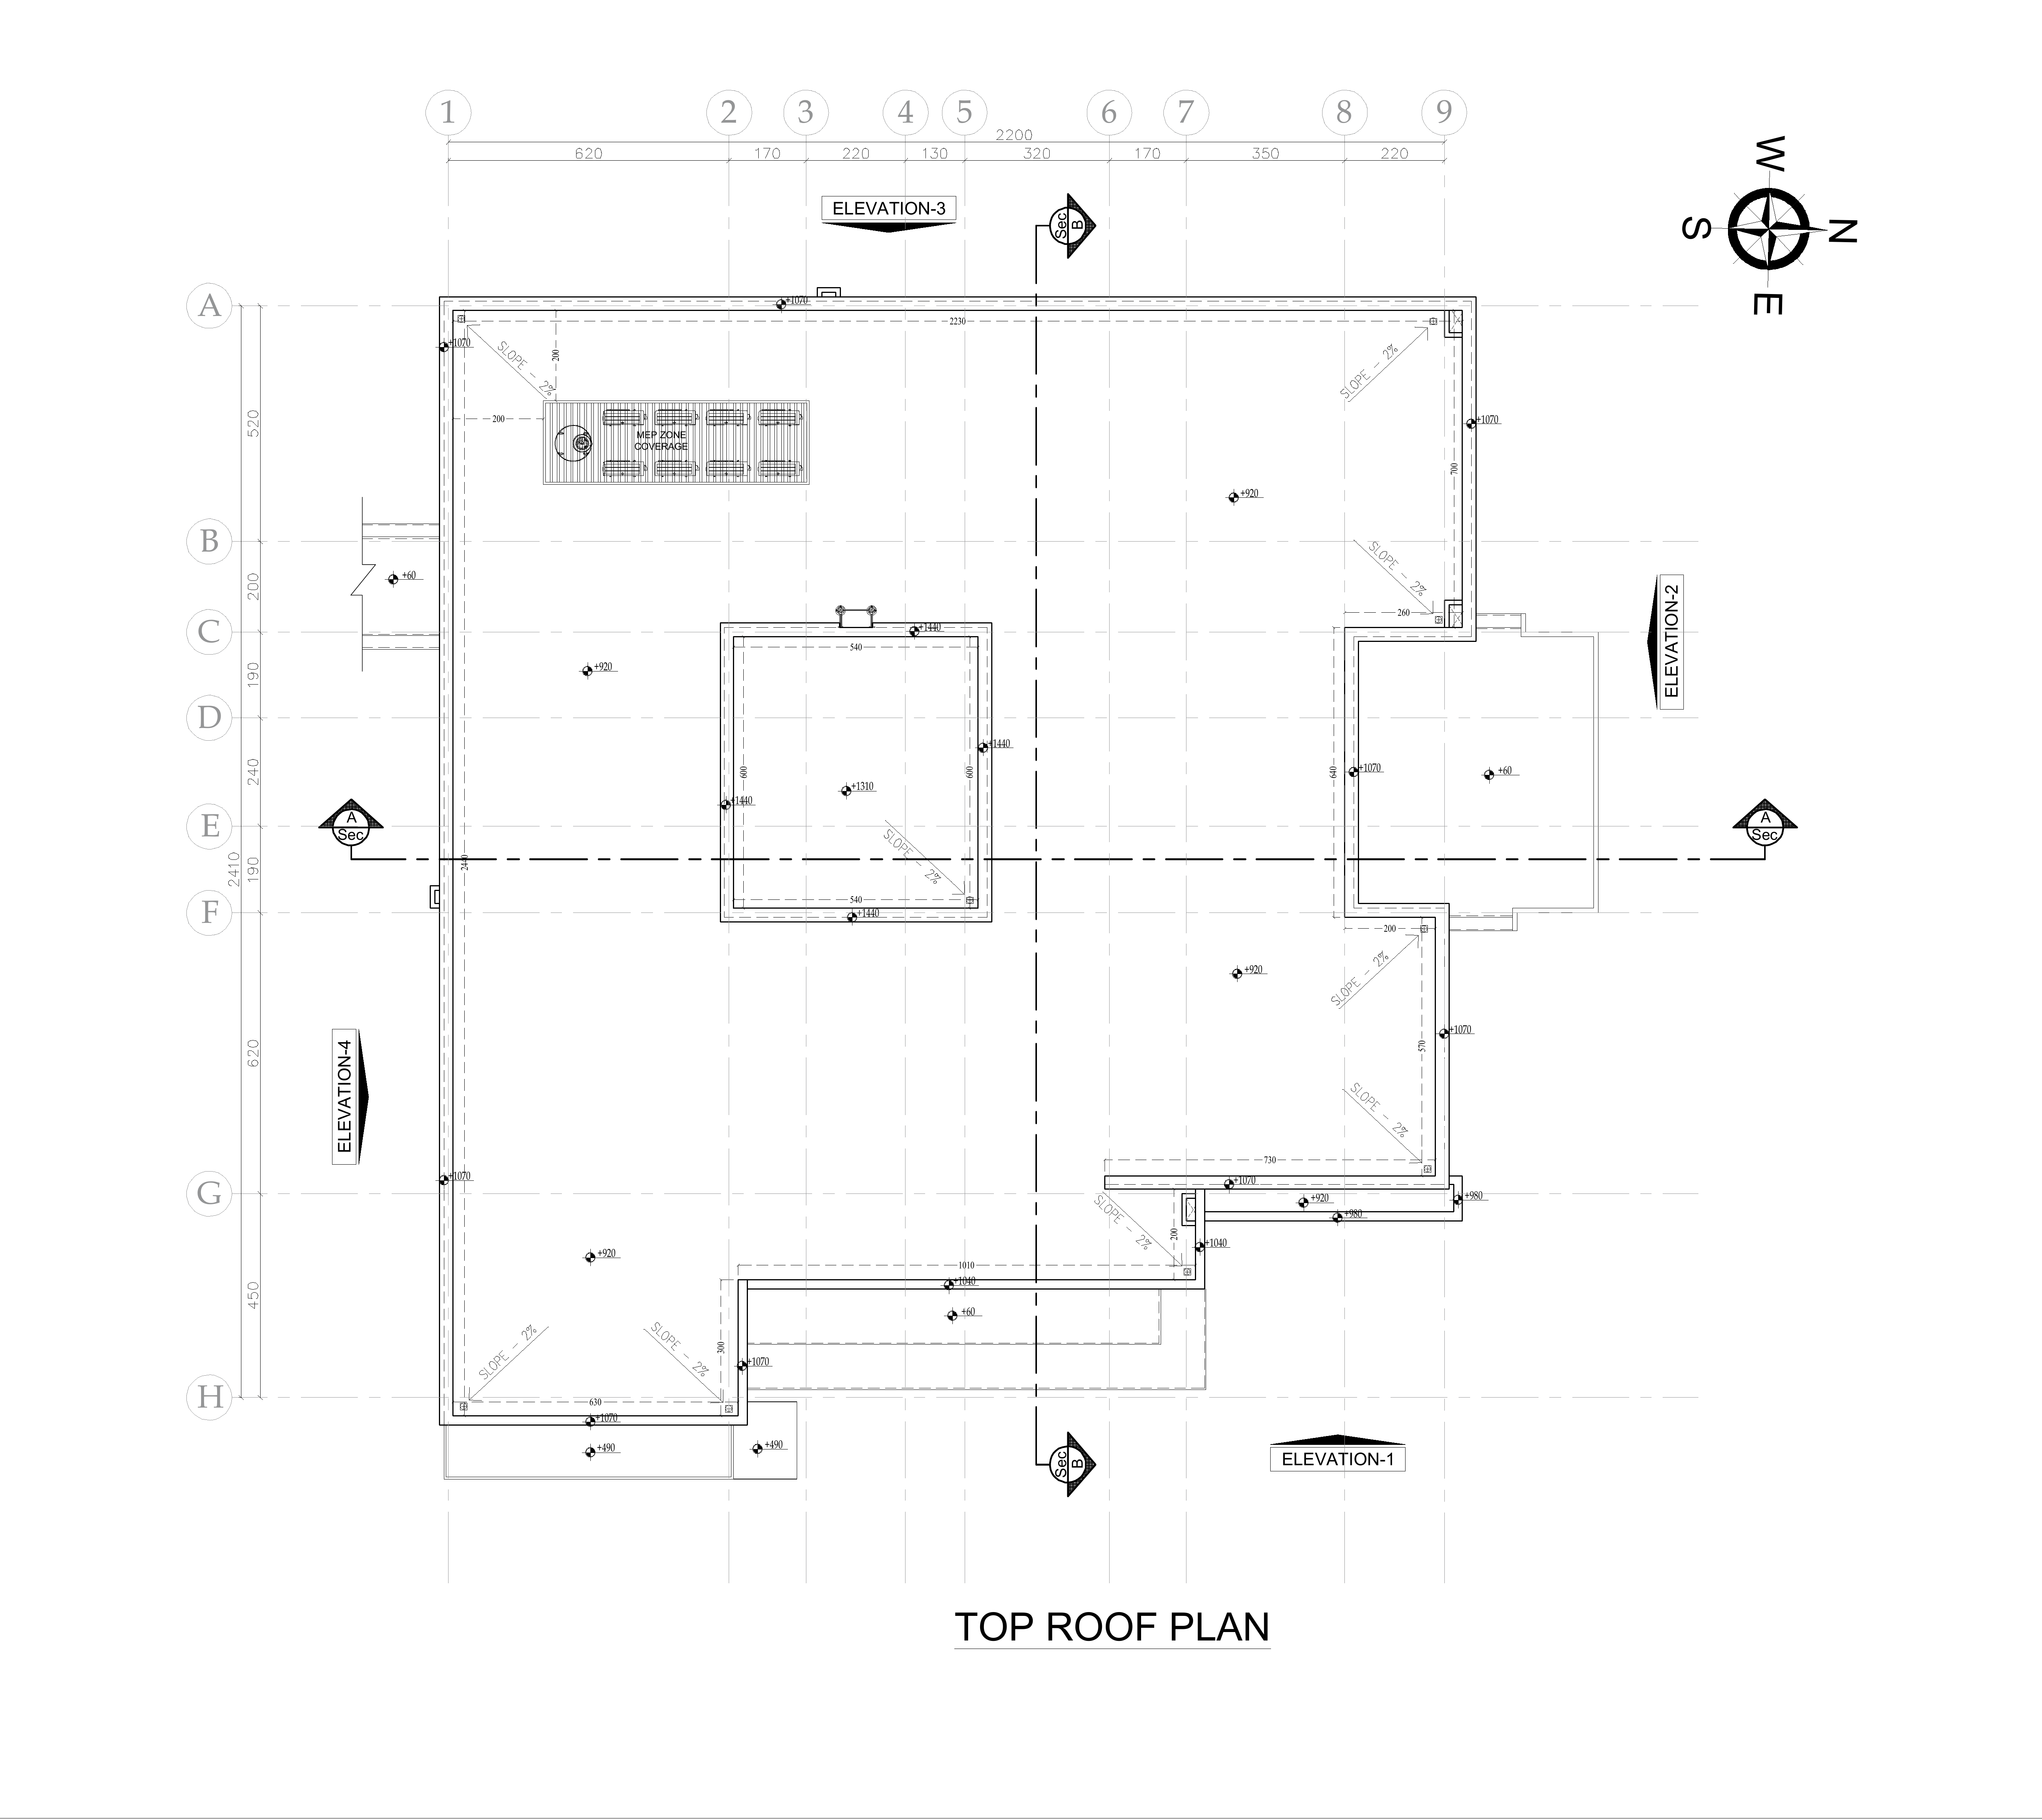 1 2 3 4 5 6 7 8 9
2200
620 170 220 130 320 170 350 220
W
S N
E
ELEVATION-3
Sec B
A
B
C
D
E
F
G
H
520
200
190
240
190
620
450
2410
+1070
+1070
2230
SLOPE - 2%
200
200
SLOPE - 2%
MEP ZONE
COVERAGE
+1070
700
+920
SLOPE - 2%
260
+60
ELEVATION-2
+1440
540
+920
+1440
600
600
+1310
+1440
640
+1070
+60
SLOPE - 2%
A
Sec
A
Sec
2440
540
+1440
200
+920
SLOPE - 2%
+1070
570
ELEVATION-4
SLOPE - 2%
730
+1070
+1070
+920
+980
+980
SLOPE - 2%
200
+1040
+920
1010
+1040
+60
SLOPE - 2%
SLOPE - 2%
300
+1070
630
+1070
+490
+490
Sec B
ELEVATION-1
TOP ROOF PLAN